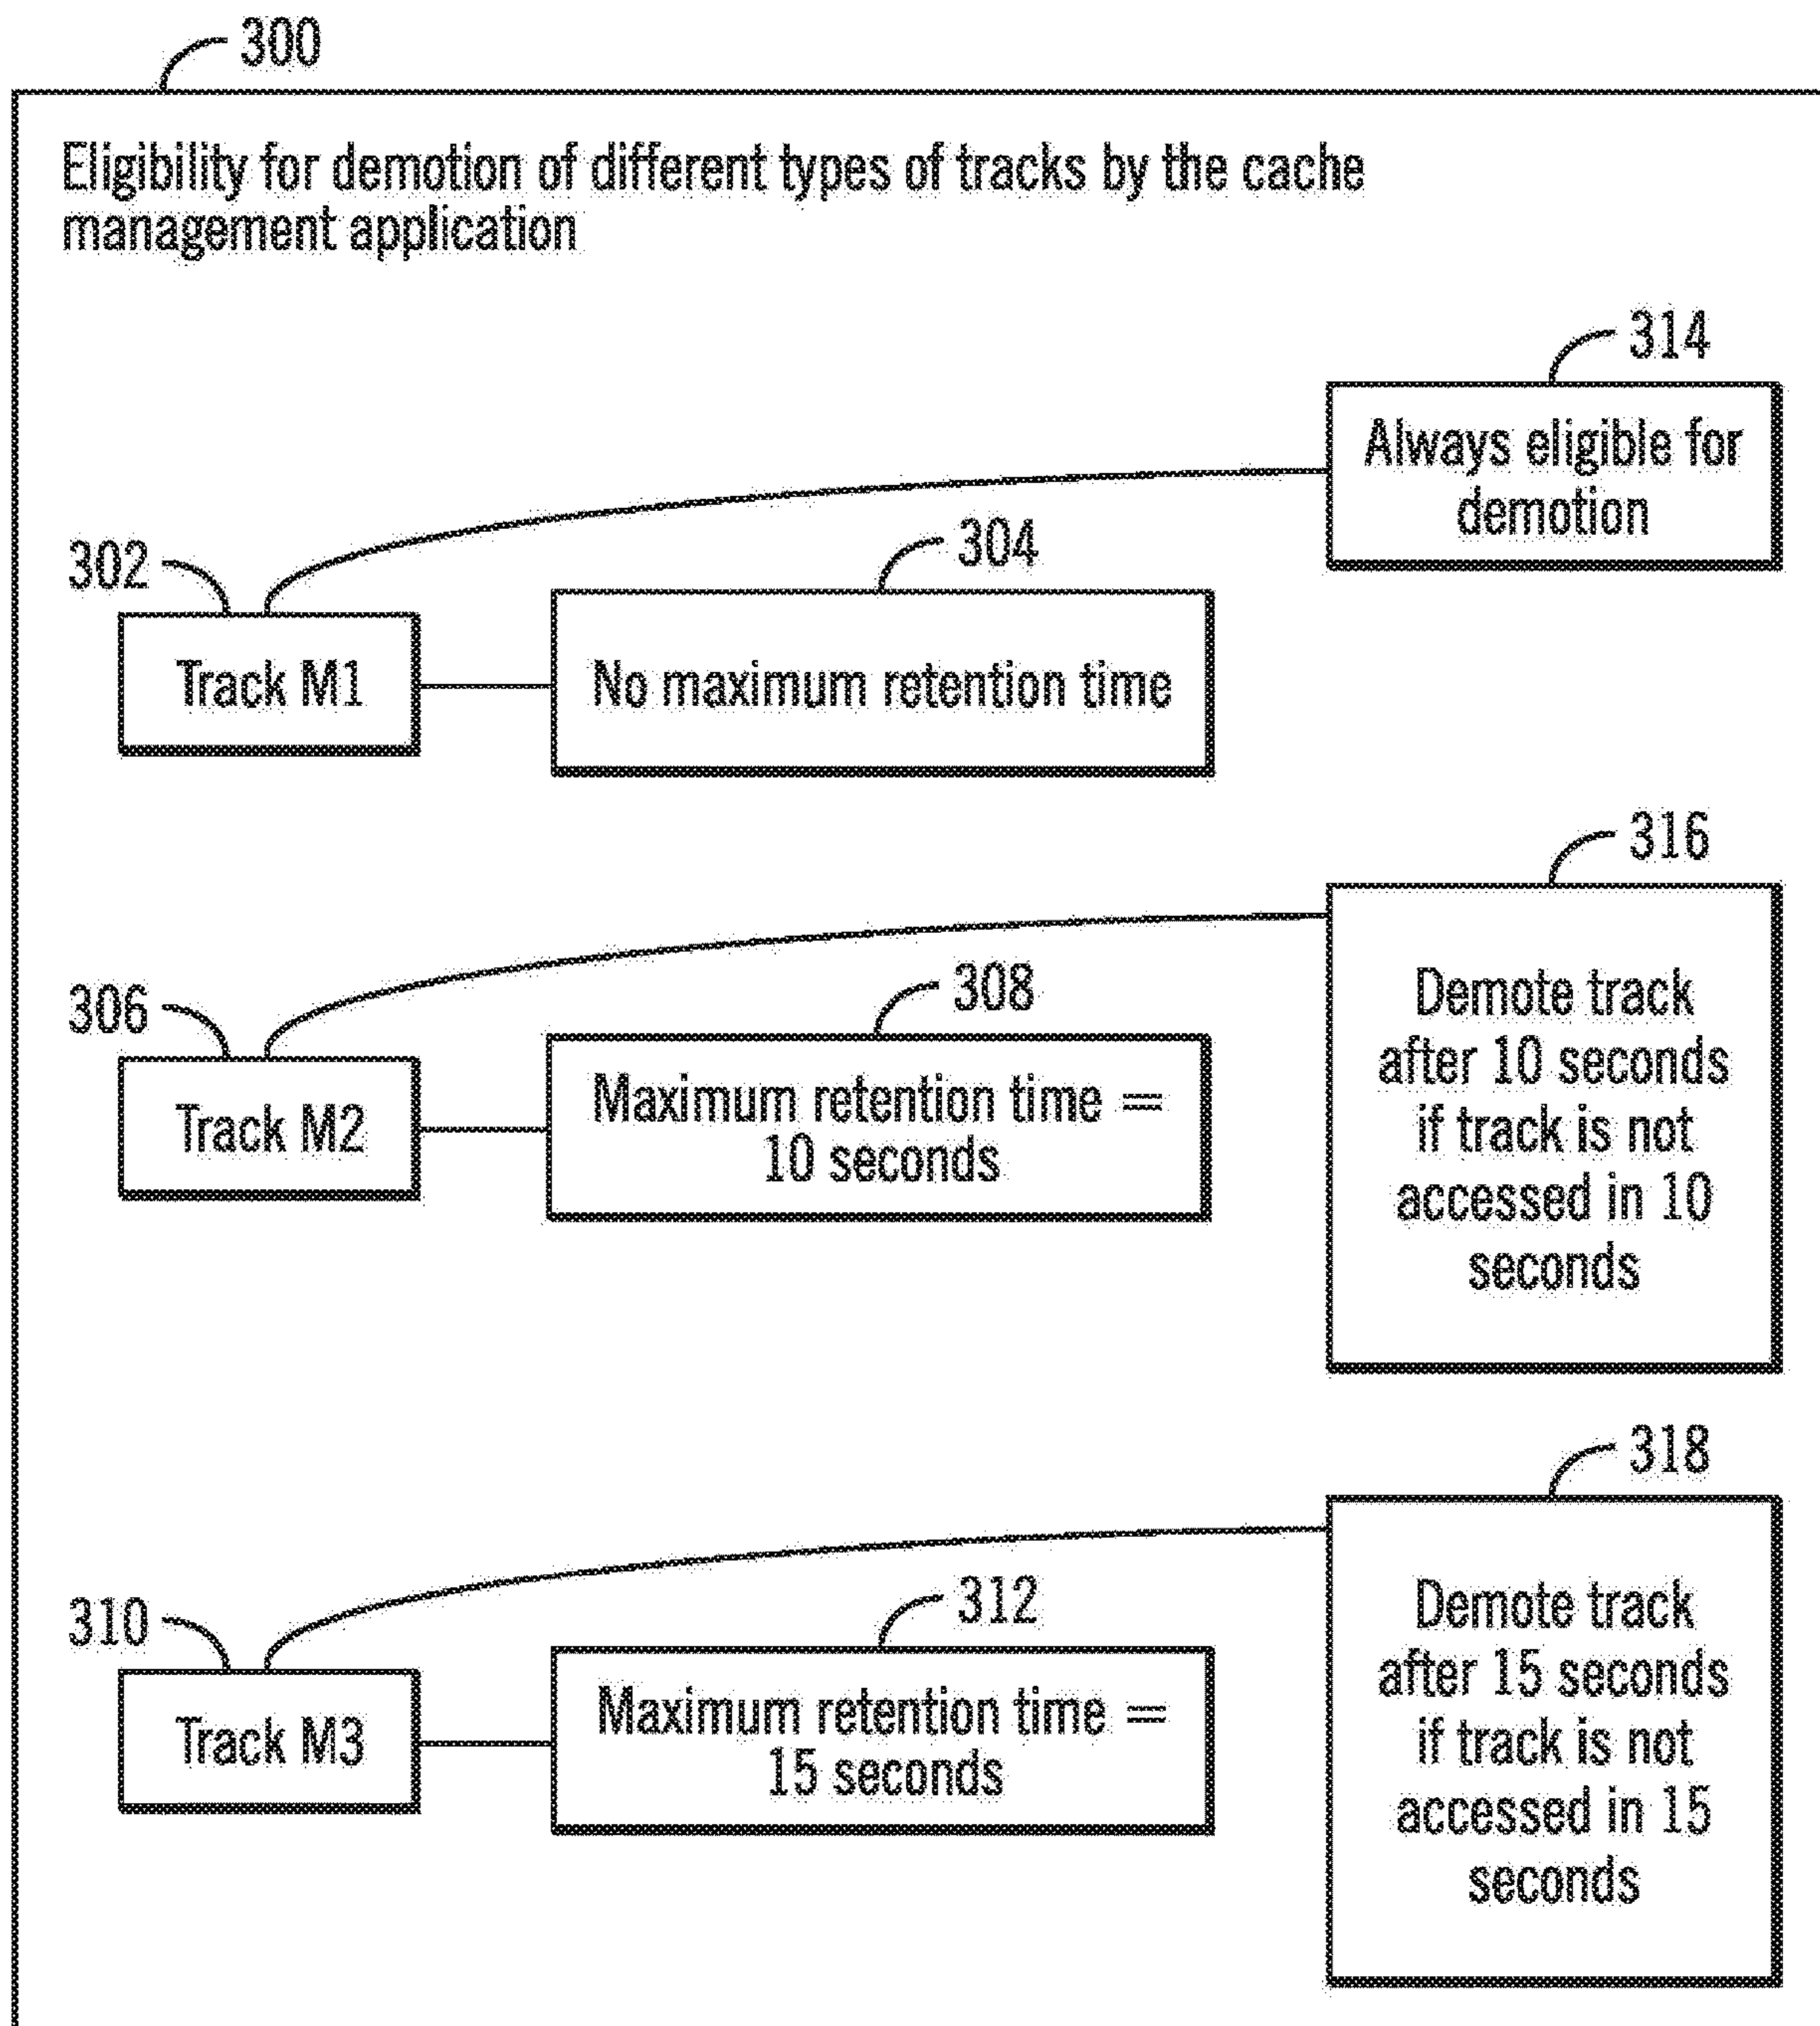 300
Eligibility for demotion of different types of tracks by the cache
management application
314
Always eligible for
demotion
302
304
Track M1
No maximum retention time
316
Demote track
after 10 seconds
if track is not
accessed in 10
seconds
306
308
Track M2
Maximum retention time =
10 seconds
318
Demote track
after 15 seconds
if track is not
accessed in 15
seconds
310
312
Track M3
Maximum retention time =
15 seconds